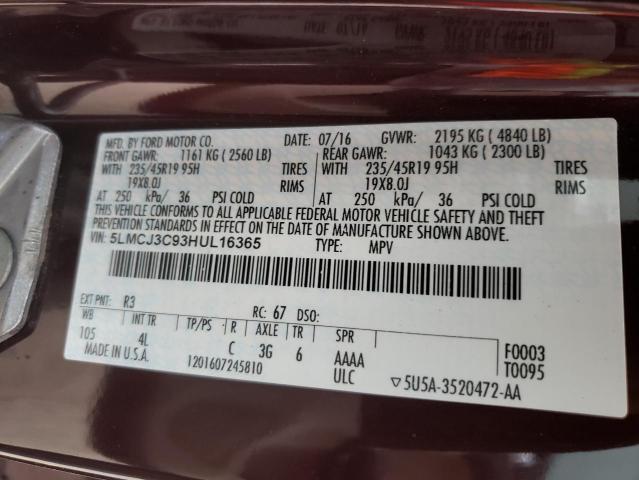 MFD. BY FORD MOTOR CO.
DATE: 07/16 GVWR: 2195 KG ( 4840 LB)
FRONT GAWR: 1161 KG ( 2560 LB) REAR GAWR: 1043 KG ( 2300 LB)
WITH 235/45R19 95H TIRES WITH 235/45R19 95H TIRES
19X8.0J RIMS 19X8.0J RIMS
AT 250 kPa/ 36 PSI COLD AT 250 kPa/ 36 PSI COLD
THIS VEHICLE CONFORMS TO ALL APPLICABLE FEDERAL MOTOR VEHICLE SAFETY AND THEFT
PREVENTION STANDARDS IN EFFECT ON THE DATE OF MANUFACTURE SHOWN ABOVE.
VIN: 5LMCJ3C93HUL16365 TYPE: MPV
EXT PNT: R3 RC: 67 DSO:
WB INT TR TP/PS R AXLE TR SPR
105 4L C 3G 6 AAAA F0003
MADE IN U.S.A. 1201607245810 ULC T0095
▽5U5A-3520472-AA